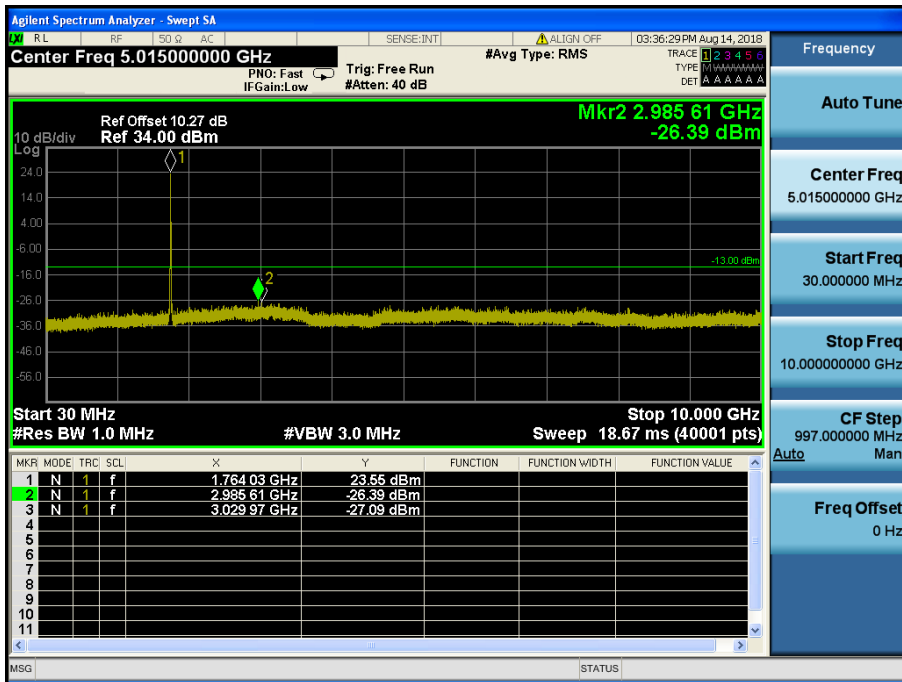 Agilent Spectrum Analyzer - Swept SA
LXI RL RF 50 Ω AC SENSE:INT ALIGN OFF 03:36:29 PM Aug 14, 2018
Center Freq 5.015000000 GHz
PNO: Fast
IFGain:Low
Trig: Free Run
#Atten: 40 dB
#Avg Type: RMS
TRACE 1 2 3 4 5 6
TYPE M
DET A A A A A A
Mkr2 2.985 61 GHz
-26.39 dBm
Ref Offset 10.27 dB
Ref 34.00 dBm
10 dB/div
Log
1
24.0
14.0
4.00
-6.00
-13.00 dBm
-16.0
2
-26.0
-36.0
-46.0
-56.0
Start 30 MHz Stop 10.000 GHz
#Res BW 1.0 MHz #VBW 3.0 MHz Sweep 18.67 ms (40001 pts)
MKR MODE TRC SCL X Y FUNCTION FUNCTION WIDTH FUNCTION VALUE
1 N 1 f 1.764 03 GHz 23.55 dBm
2 N 1 f 2.985 61 GHz -26.39 dBm
3 N 1 f 3.029 97 GHz -27.09 dBm
4
5
6
7
8
9
10
11
MSG STATUS
Frequency
Auto Tune
Center Freq
5.015000000 GHz
Start Freq
30.000000 MHz
Stop Freq
10.000000000 GHz
CF Step
997.000000 MHz
Auto Man
Freq Offset
0 Hz